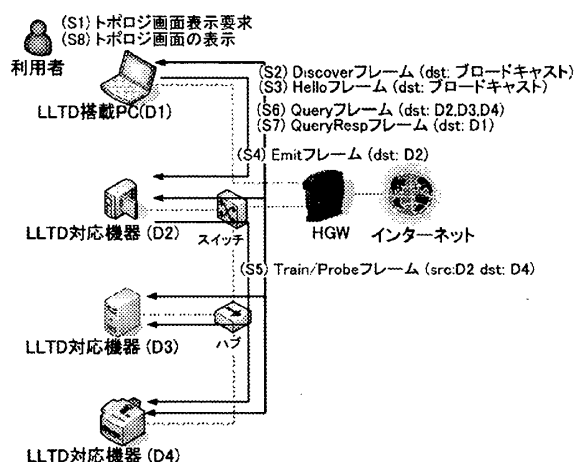 (S1)トポロジ画面表示要求
(S8)トポロジ画面の表示
利用者
LLTD搭載PC(D1)
(S2) Discoverフレーム (dst: ブロードキャスト)
(S3) Helloフレーム (dst: ブロードキャスト)
(S6) Queryフレーム (dst: D2,D3,D4)
(S7) QueryRespフレーム (dst: D1)
(S4) Emitフレーム (dst: D2)
LLTD対応機器 (D2)
スイッチ
HGW
インターネット
(S5) Train/Probeフレーム (src:D2 dst: D4)
LLTD対応機器 (D3)
ハブ
LLTD対応機器 (D4)